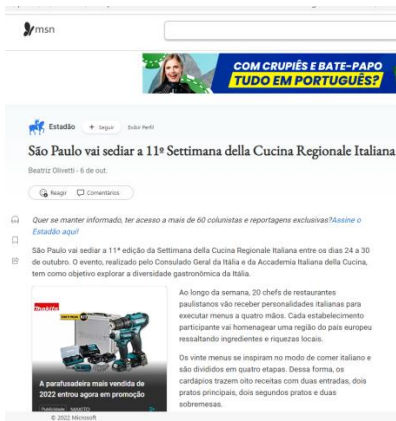 msn
COM CRUPIÊS E BATE-PAPO
TUDO EM PORTUGUÊS?
Estadão + Seguir Exibir Perfil
São Paulo vai sediar a 11ª Settimana della Cucina Regionale Italiana
Beatriz Olivetti - 6 de out.
Reagir Comentários
Quer se manter informado, ter acesso a mais de 60 colunistas e reportagens exclusivas?Assine o
Estadão aqui!
São Paulo vai sediar a 11ª edição da Settimana della Cucina Regionale Italiana entre os dias 24 a 30
de outubro. O evento, realizado pelo Consulado Geral da Itália e da Accademia Italiana della Cucina,
tem como objetivo explorar a diversidade gastronômica da Itália.
Ao longo da semana, 20 chefs de restaurantes
paulistanos vão receber personalidades italianas para
executar menus a quatro mãos. Cada estabelecimento
participante vai homenagear uma região do país europeu
ressaltando ingredientes e riquezas locais.
Os vinte menus se inspiram no modo de comer italiano e
são divididos em quatro etapas. Dessa forma, os
cardápios trazem oito receitas com duas entradas, dois
pratos principais, dois segundos pratos e duas
sobremesas.
makita
A parafusadeira mais vendida de
2022 entrou agora em promoção
Publicidade NAMOTO
© 2022 Microsoft